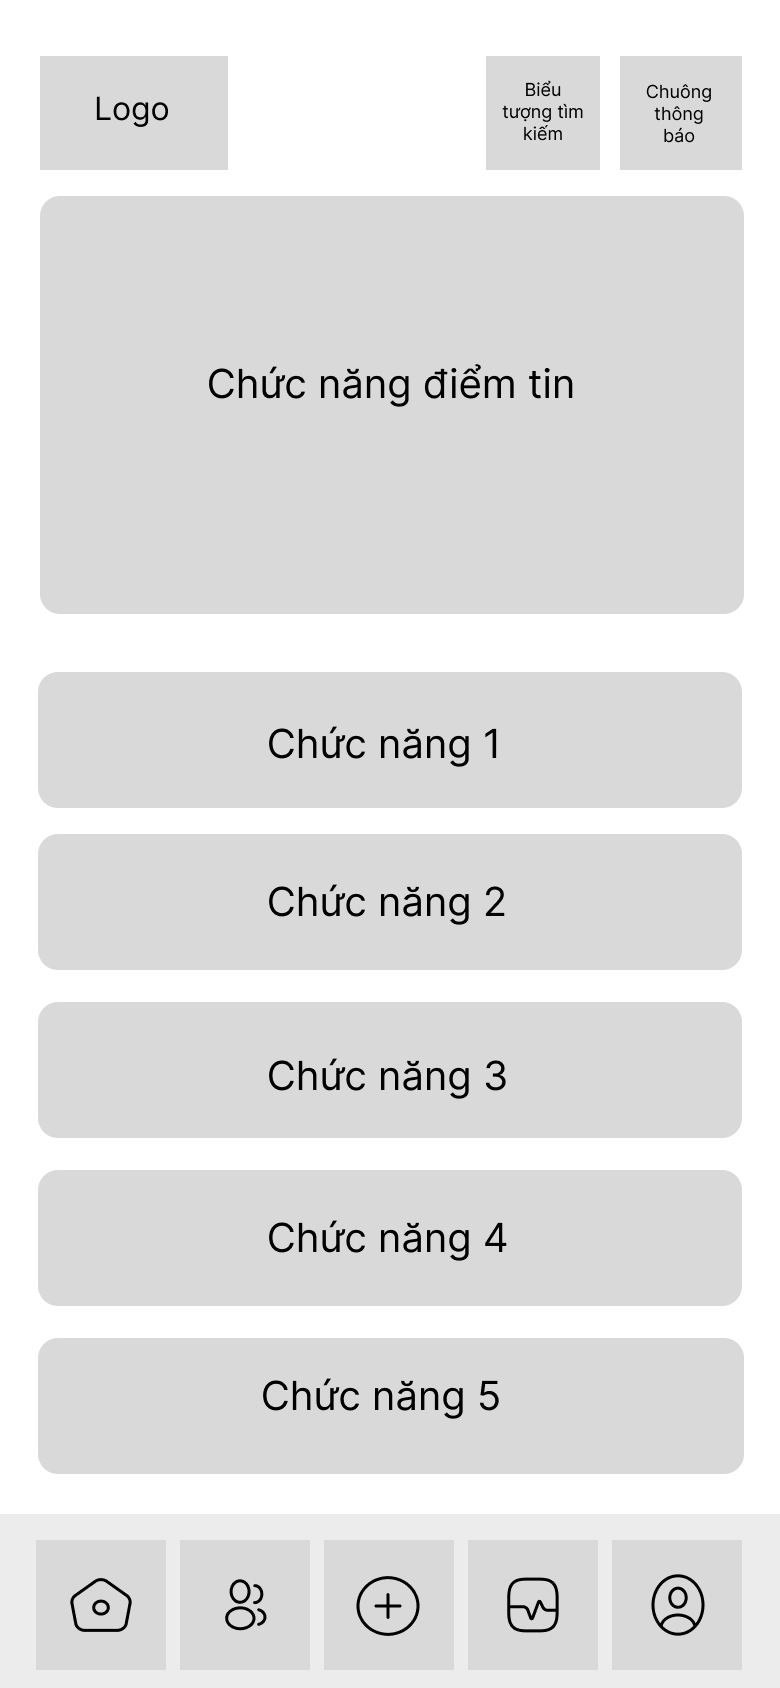 Logo
Biểu
tượng tìm
kiếm
Chuông
thông
báo
Chức năng điểm tin
Chức năng 1
Chức năng 2
Chức năng 3
Chức năng 4
Chức năng 5